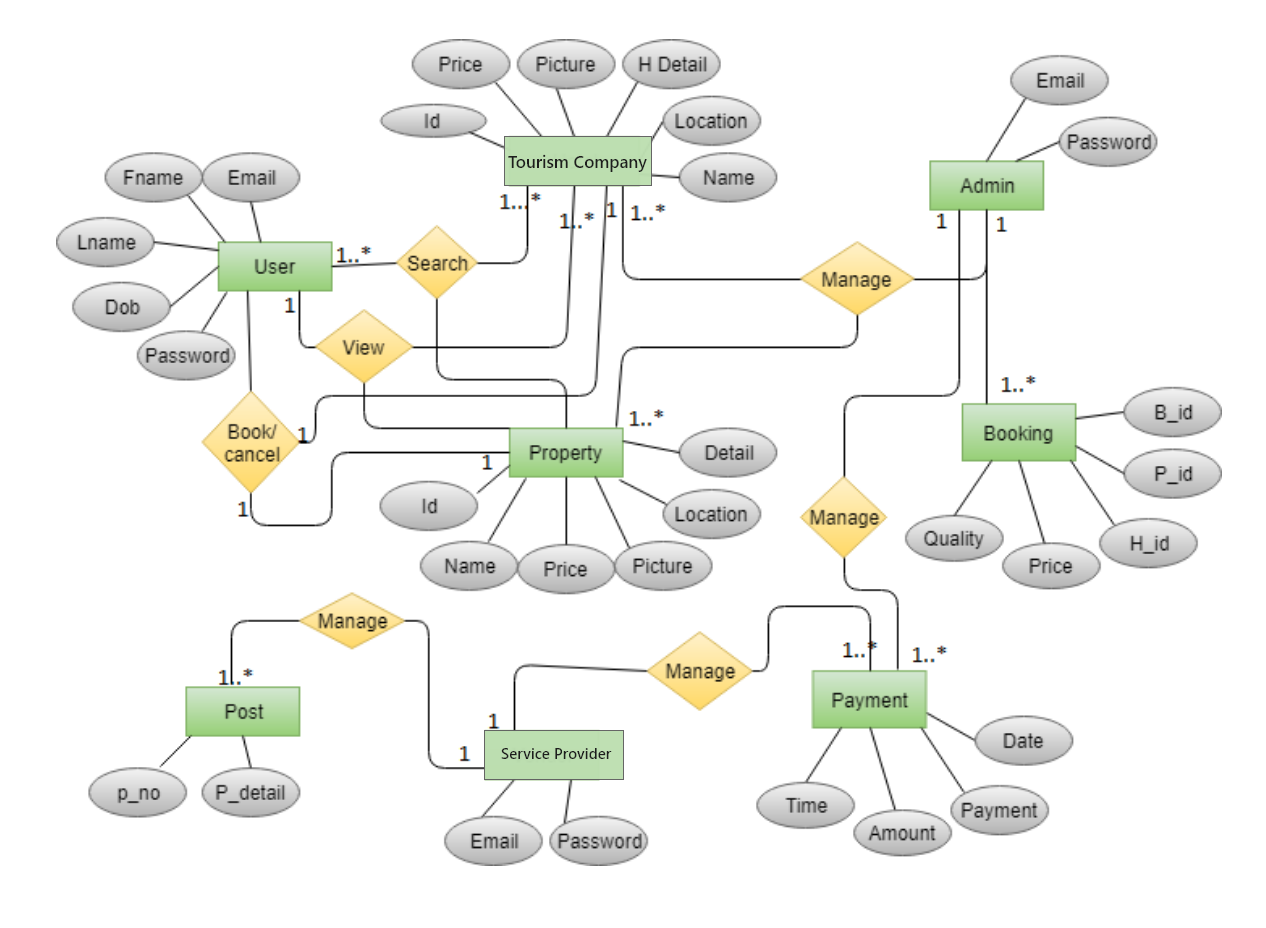 Price
Picture
H Detail
Id
Location
Tourism Company
Name
Email
Password
Admin
Fname
Email
Lname
User
Dob
Password
1..*
Search
1...*
1..*
1
1..*
1
1
Manage
1
View
1..*
1..*
Book/
cancel
1
1
1
Property
Detail
Id
Location
Name
Price
Picture
Booking
B_id
P_id
H_id
Quality
Price
Manage
Manage
Manage
1..*
1..*
1..*
Post
p_no
P_detail
1
1
Service Provider
Email
Password
Payment
Date
Time
Amount
Payment